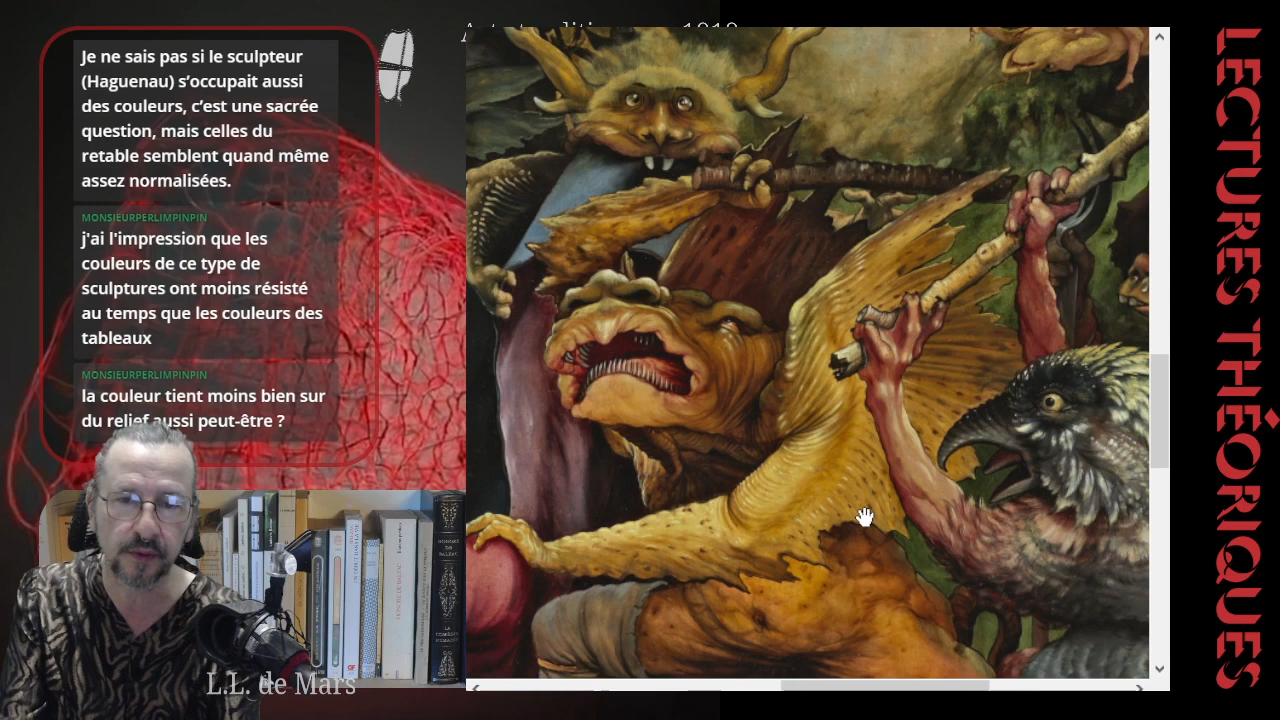 Je ne sais pas si le sculpteur
(Haguenau) s’occupait aussi
des couleurs, c’est une sacrée
question, mais celles du
retable semblent quand même
assez normalisées.
MONSIEURPERLIMPINPIN
j'ai l'impression que les
couleurs de ce type de
sculptures ont moins résisté
au temps que les couleurs des
tableaux
MONSIEURPERLIMPINPIN
la couleur tient moins bien sur
du relief aussi peut-être ?
L.L. de Mars
LECTURES THÉORIQUES